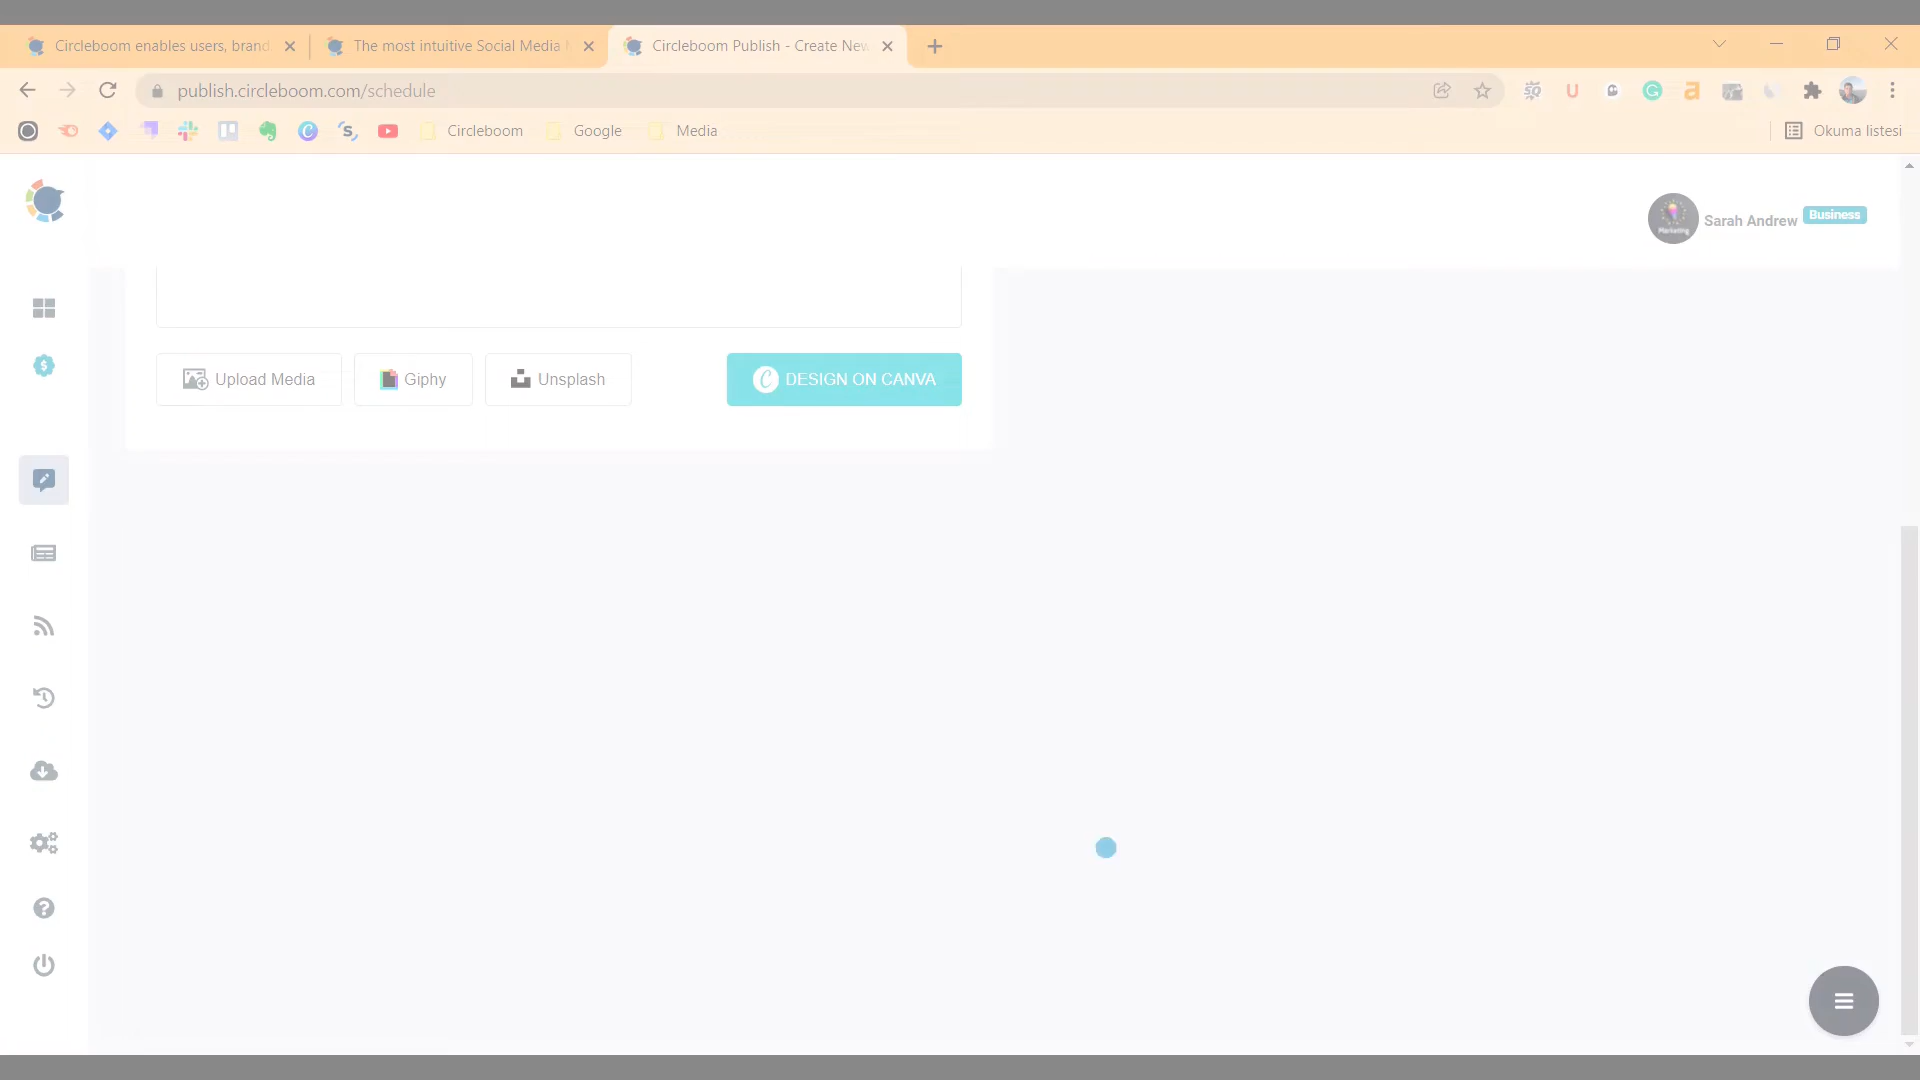 Circleboom enables users, brand
The most intuitive Social Media
Circleboom Publish - Create New
publish.circleboom.com/schedule
Circleboom
Google
Media
Okuma listesi
Sarah Andrew
Business
Marketing
Upload Media
Giphy
Unsplash
DESIGN ON CANVA